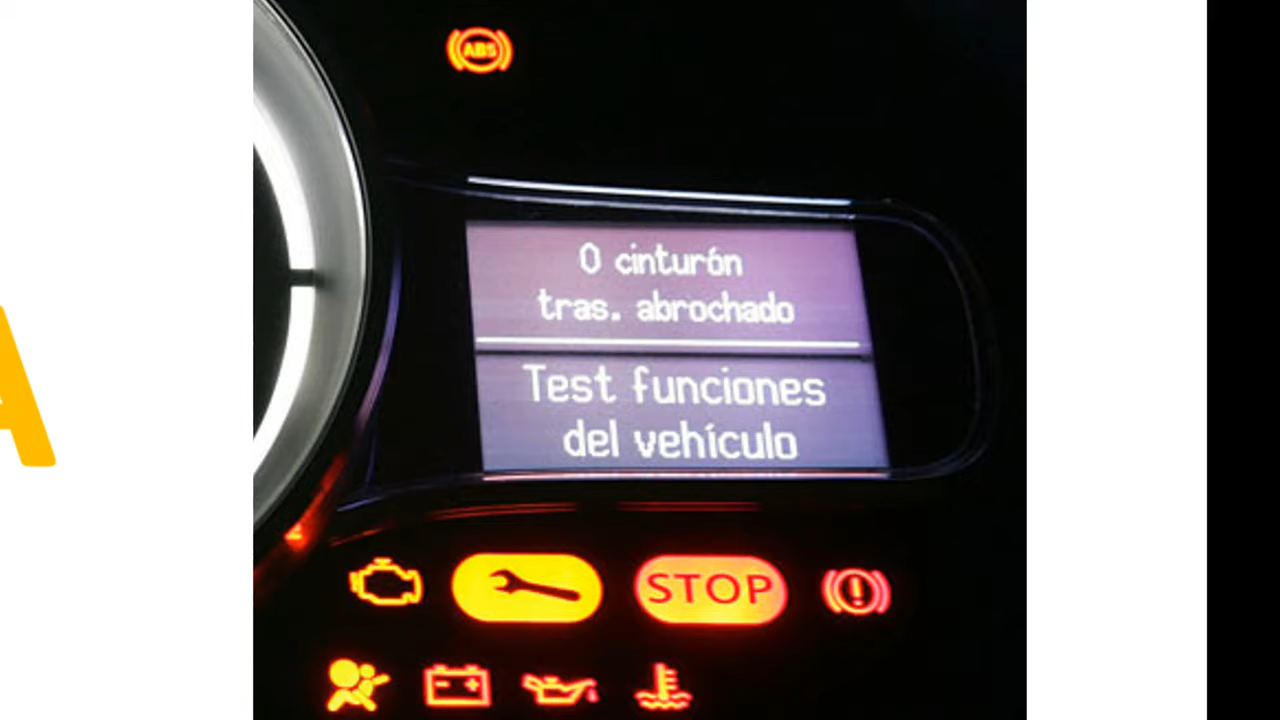 ABS
0 cinturón
tras. abrochado
Test funciones
del vehículo
STOP
A